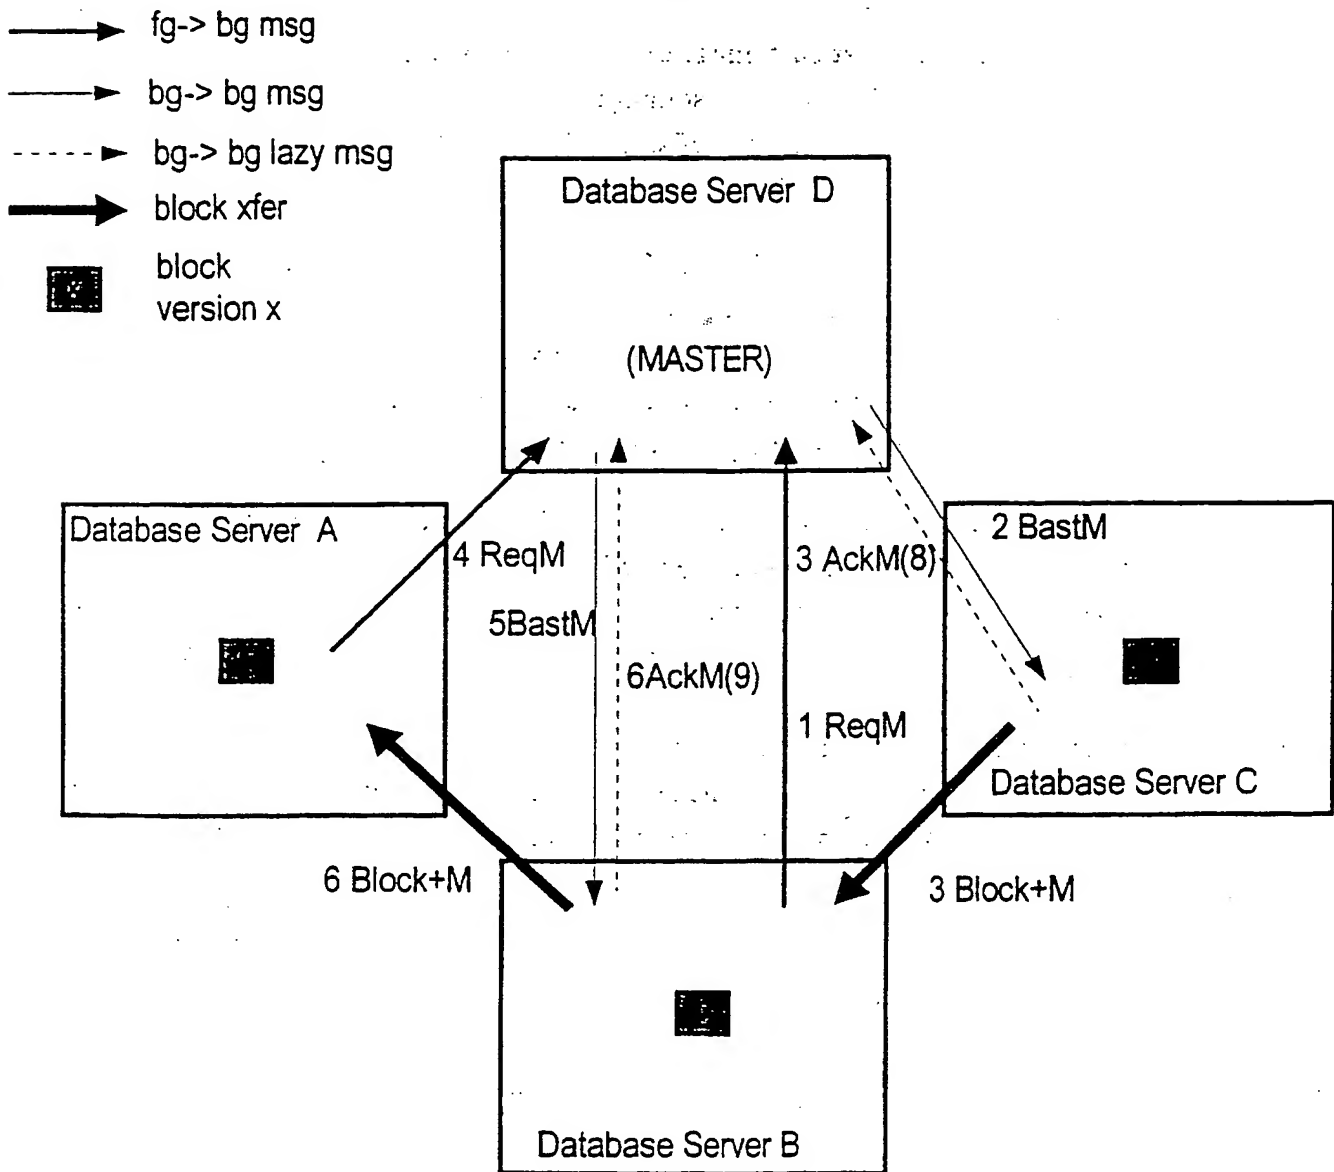 fg-> bg msg
bg-> bg msg
bg-> bg lazy msg
block xfer
block
version x
Database Server D
(MASTER)
Database Server A
4 ReqM
3 AckM(8)
2 BastM
5BastM
6AckM(9)
1 ReqM
Database Server C
6 Block+M
3 Block+M
Database Server B